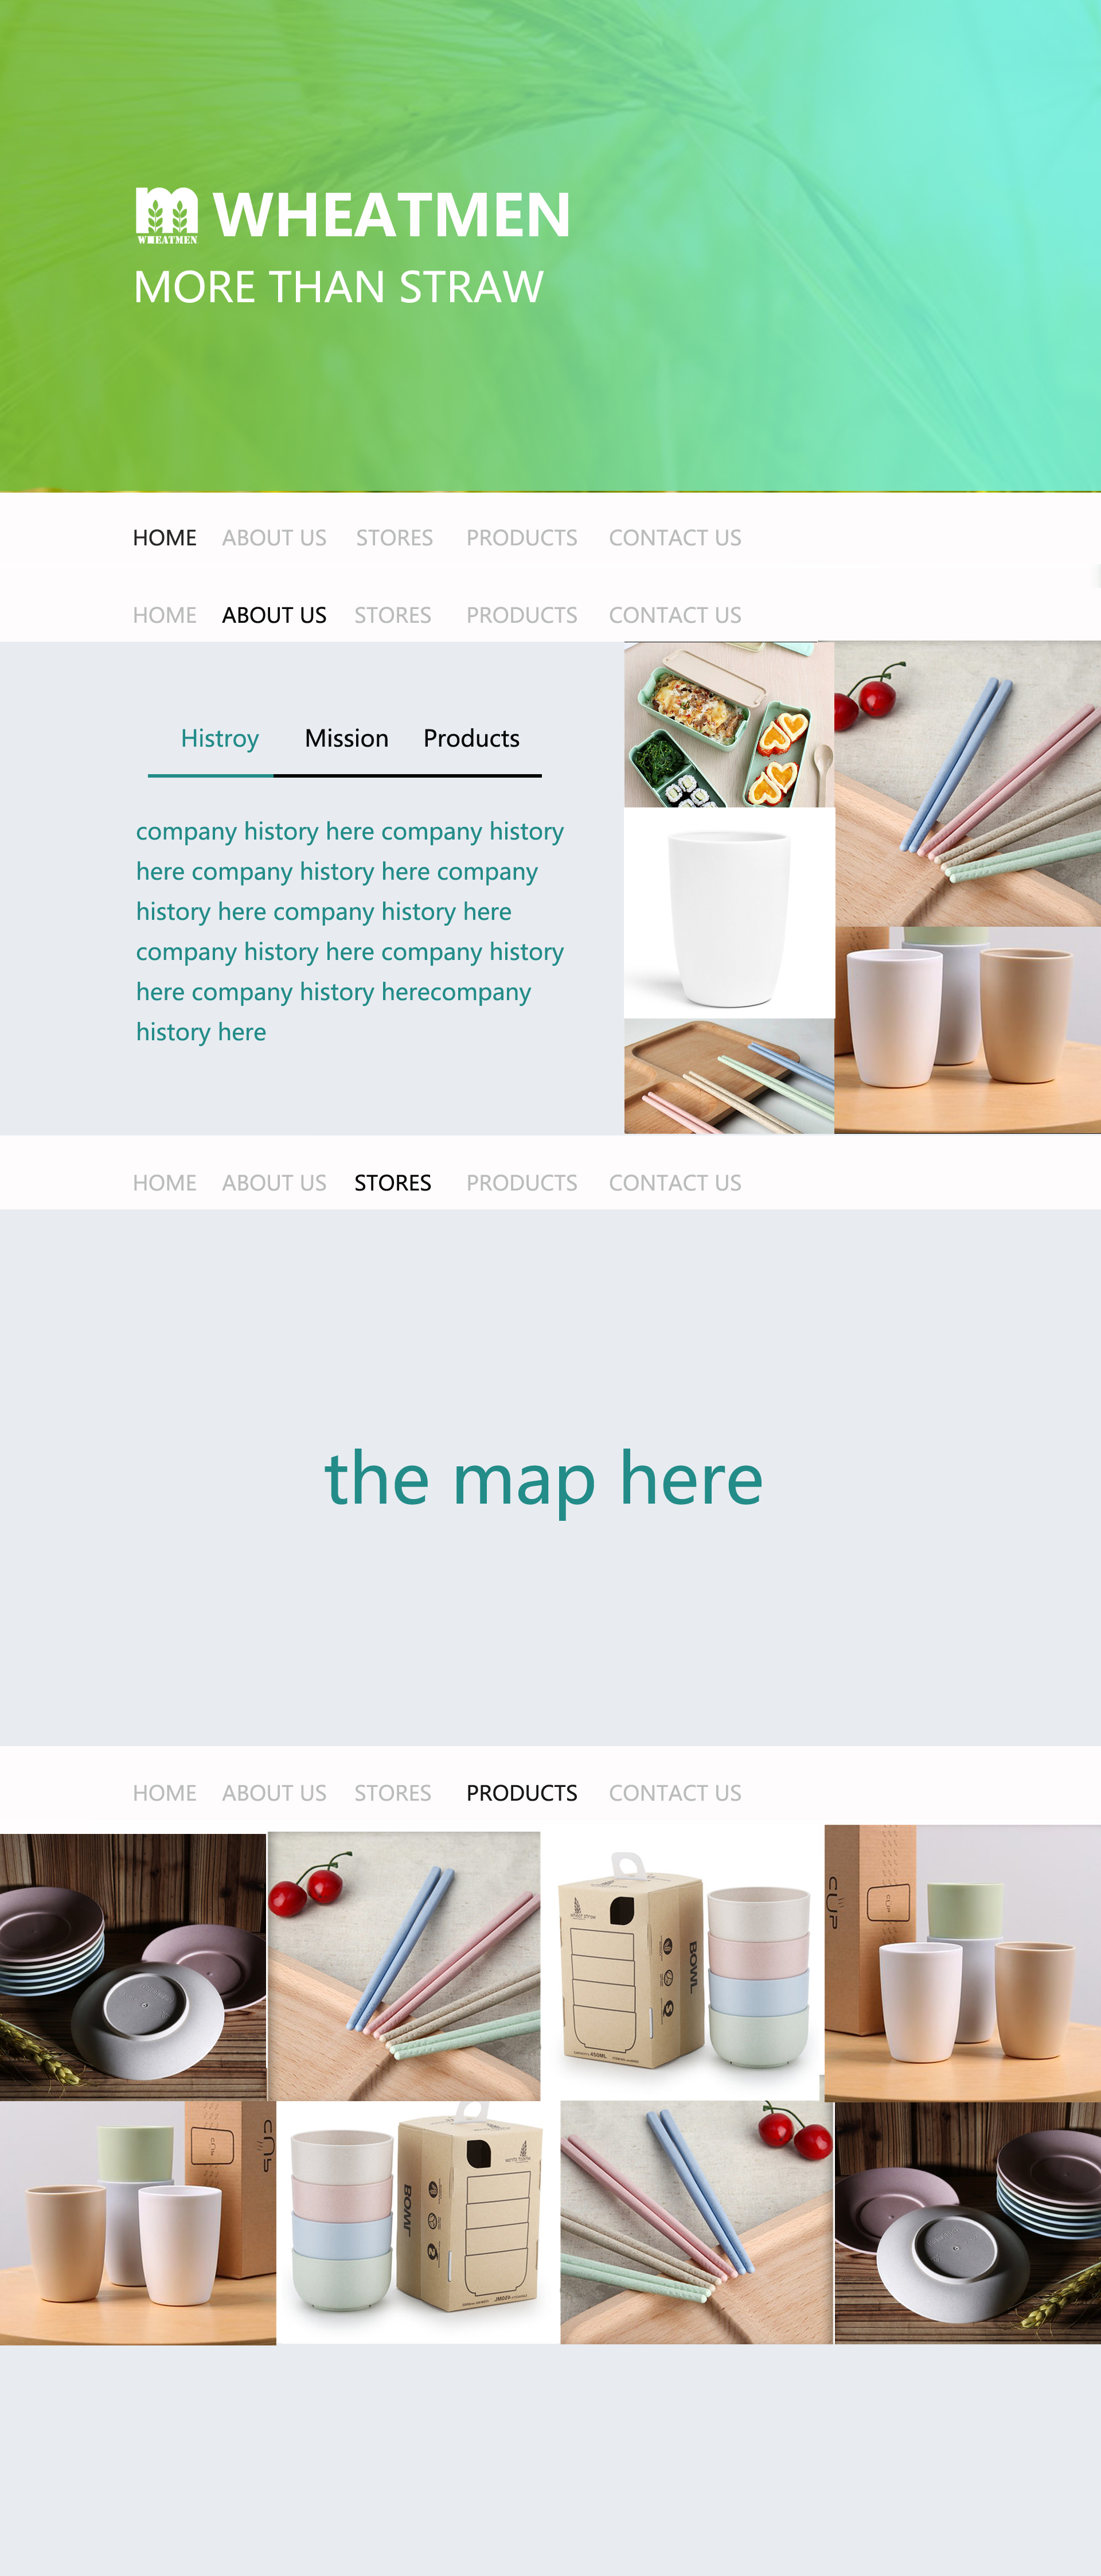 WHEATMEN
WHEATMEN
MORE THAN STRAW
HOME ABOUT US STORES PRODUCTS CONTACT US
HOME ABOUT US STORES PRODUCTS CONTACT US
Histroy Mission Products
company history here company history
here company history here company
history here company history here
company history here company history
here company history herecompany
history here
HOME ABOUT US STORES PRODUCTS CONTACT US
the map here
HOME ABOUT US STORES PRODUCTS CONTACT US
BOWL
CUP
CUP
BOWL